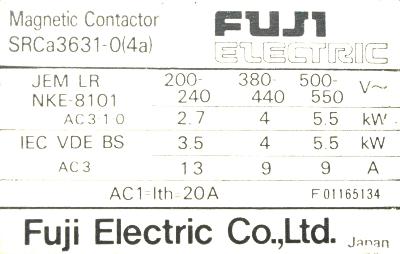 Magnetic Contactor FUJI
SRCa3631-0(4a) ELECTRIC
JEM LR 200- 380- 500- V~
NKE-8101 240 440 550
AC3·1·0 2.7 4 5.5 kW
IEC VDE BS 3.5 4 5.5 kW
AC3 13 9 9 A
AC1=Ith=20A F01165134
Fuji Electric Co.,Ltd. Japan